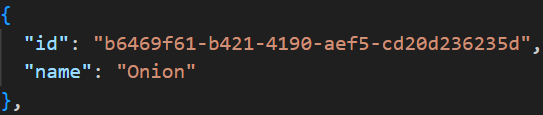 {
"id": "b6469f61-b421-4190-aef5-cd20d236235d",
"name": "Onion"
},